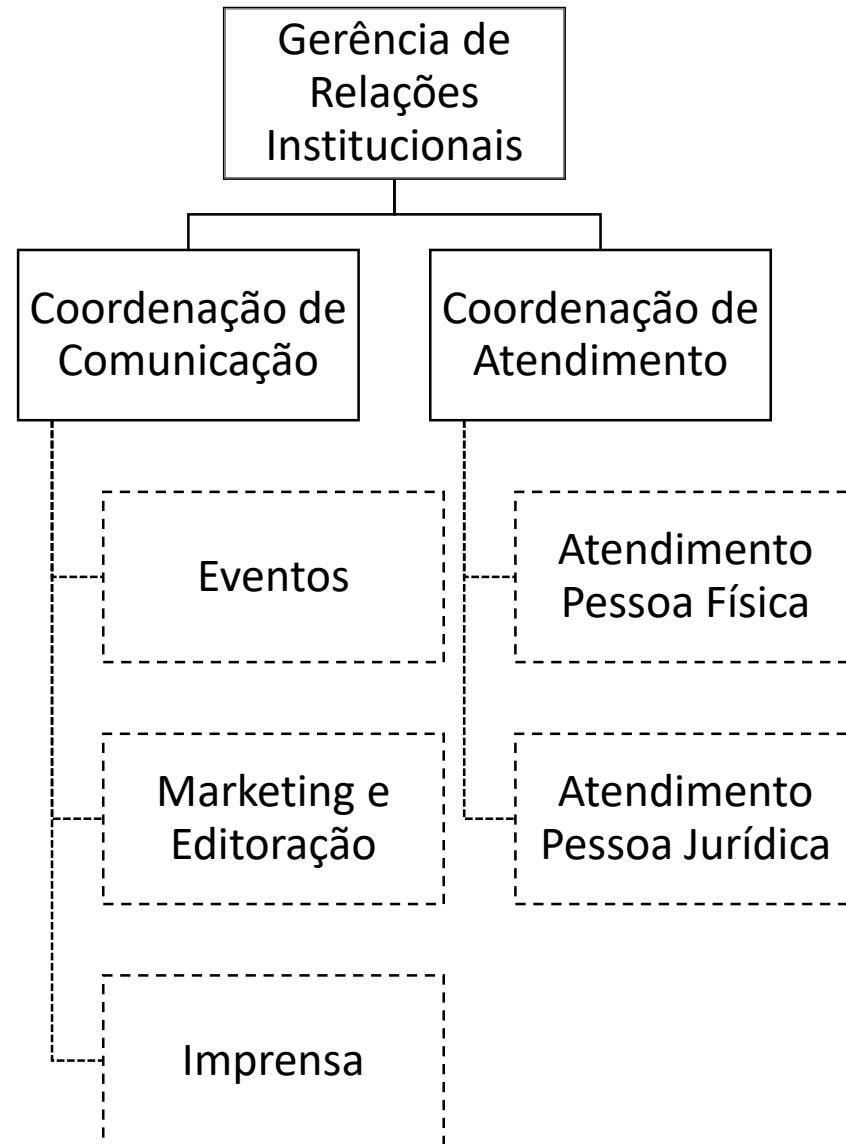 Gerência de
Relações
Institucionais
Coordenação de
Comunicação
Coordenação de
Atendimento
Eventos
Atendimento
Pessoa Física
Marketing e
Editoração
Atendimento
Pessoa Jurídica
Imprensa